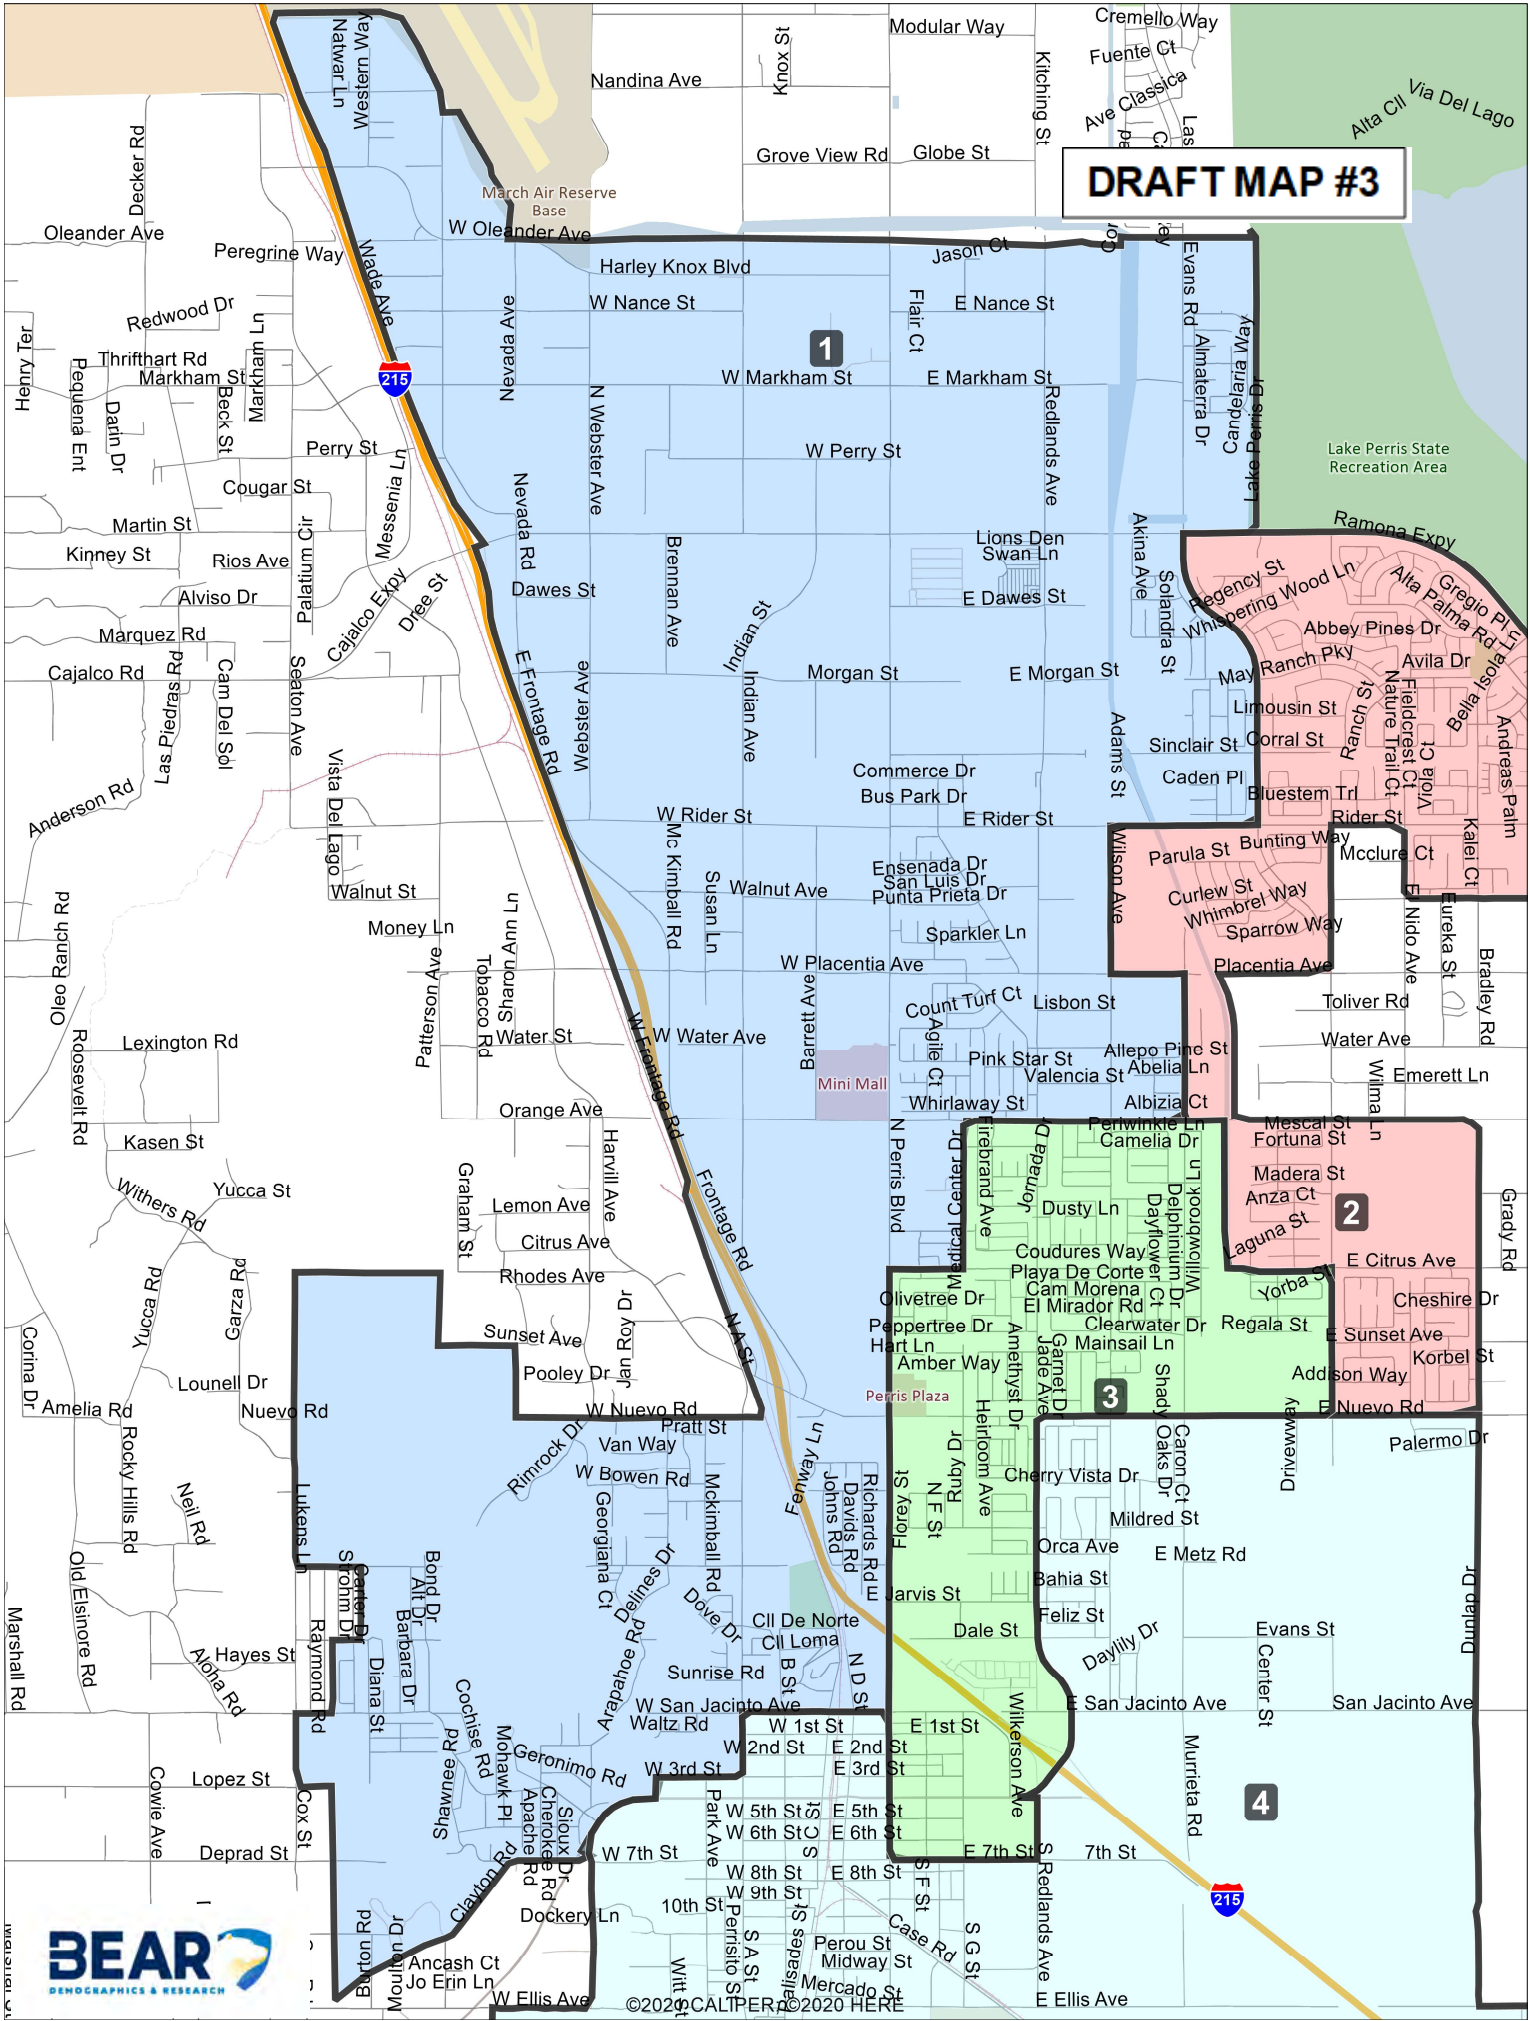 Cremello Way
Modular Way
Fuente Ct
Natwer Ln
Western Way
Knox St
Kitching St
Nandina Ave
Ave Classica
Alta Cll
Via Del Lago
Las
Decker Rd
Grove View Rd
Globe St
DRAFT MAP #3
March Air Reserve
Base
Oleander Ave
W Oleander Ave
Peregrine Way
Wade Ave
Harley Knox Blvd
Jason Ct
Evans Rd
Redwood Dr
Nevada Ave
W Nance St
Flair Ct
E Nance St
Henry Ter
Markham Ln
1
Almaterra Dr
Candelaria Way
Thrifthart Rd
Markham St
215
W Markham St
E Markham St
Pequena Ent
Darin Dr
Beck St
N Webster Ave
Redlands Ave
Lake Perris Dr
Perry St
W Perry St
Lake Perris State
Recreation Area
Messenia Ln
Cougar St
Nevada Rd
Martin St
Palatium Cir
Akina Ave
Ramona Expy
Kinney St
Rios Ave
Brennan Ave
Lions Den
Swan Ln
Regency St
Whispering Wood Ln
Alta Palma Rd
Gregio Pl
Alviso Dr
Cajalco Expy
Dree St
Dawes St
E Dawes St
Solandra St
Marquez Rd
Indian St
Abbey Pines Dr
Cajalco Rd
Las Piedras Rd
Cam Del Sol
Seaton Ave
E Frontage Rd
Webster Ave
Indian Ave
Morgan St
E Morgan St
May Ranch Pky
Avila Dr
Bella Isola Ln
Limousin St
Ranch St
Nature Trail Ct
Fieldcrest Ct
Viola Ct
Andreas Palm
Adams St
Sinclair St
Corral St
Vista Del Lago
Commerce Dr
Caden Pl
Bus Park Dr
Bluestem Trl
Anderson Rd
W Rider St
E Rider St
Rider St
Mc Kimball Rd
Wilson Ave
Bunting Way
Parula St
Mcclure Ct
Kalei Ct
Ensenada Dr
San Luis Dr
Walnut St
Susan Ln
Walnut Ave
Punta Prieta Dr
Curlew St
Whimbrel Way
Oleo Ranch Rd
Money Ln
Sharon Ann Ln
Sparkler Ln
Sparrow Way
El Nido Ave
Eureka St
Bradley Rd
Patterson Ave
Tobacco Rd
W Placentia Ave
Placentia Ave
Barrett Ave
Count Turf Ct
Lisbon St
Toliver Rd
Roosevelt Rd
Lexington Rd
Water St
W Frontage Rd
W Water Ave
Agile Ct
Water Ave
Allepo Pine St
Pink Star St
Abelia Ln
Valencia St
Mini Mall
Emerett Ln
Wilma Ln
Orange Ave
Whirlaway St
Albizia Ct
Kasen St
Harvill Ave
N Perris Blvd
Medical Center Dr
Firebrand Ave
Jornada Dr
Periwinkle Ln
Camelia Dr
Mescal St
Fortuna St
Withers Rd
Yucca St
Graham St
Lemon Ave
Frontage Rd
Dusty Ln
Dayflower Ct
Delphinium Dr
Willowbrook Ln
Madera St
Anza Ct
2
Laguna St
Grady Rd
Citrus Ave
Coudures Way
E Citrus Ave
Yucca Rd
Garza Rd
Rhodes Ave
Playa De Corte
Cam Morena
Yorba St
Olivetree Dr
El Mirador Rd
Cheshire Dr
Corina Dr
Sunset Ave
Jan Roy Dr
N A St
Peppertree Dr
Clearwater Dr
Regala St
Hart Ln
Amethyst Dr
Jade Ave
Garnet Dr
Mainsail Ln
E Sunset Ave
Amber Way
Korbel St
Lounell Dr
Pooley Dr
Shady Oaks Dr
Addison Way
Perris Plaza
3
Amelia Rd
Nuevo Rd
W Nuevo Rd
E Nuevo Rd
Rocky Hills Rd
Rimrock Dr
Pratt St
Fenway Ln
Heirloom Ave
Driveway
Palermo Dr
Van Way
Caron Ct
W Bowen Rd
Ruby Dr
Cherry Vista Dr
Neil Rd
Lukens Ln
Georgiana Ct
Mckimball Rd
Johns Rd
Davids Rd
Richards Rd
Florey St
N F St
Mildred St
Old Elsinore Rd
Orca Ave
E Metz Rd
Strohm Dr
Carter Dr
Alt Dr
Bond Dr
Delines Dr
Bahia St
Marshall Rd
Raymond Rd
Barbara Dr
Dove Dr
E Jarvis St
Dunlap Dr
Cll De Norte
Feliz St
Cll Loma
Dale St
Evans St
Hayes St
Aloha Rd
Diana St
Arapahoe Rd
B St
N D St
Daylily Dr
Center St
Sunrise Rd
Cochise Rd
W San Jacinto Ave
Wilkerson Ave
E San Jacinto Ave
San Jacinto Ave
Waltz Rd
W 1st St
E 1st St
Shawnee Rd
Mohawk Pl
Geronimo Rd
W 2nd St
E 2nd St
Murrieta Rd
W 3rd St
E 3rd St
Cowie Ave
Lopez St
Cox St
Apache Rd
Cherokee Rd
Sioux Dr
Park Ave
W 5th St
S C St
E 5th St
4
W 6th St
E 6th St
Deprad St
W 7th St
E 7th St
7th St
Clayton Rd
W 8th St
E 8th St
S F St
S Redlands Ave
W 9th St
215
Burton Rd
Moulton Dr
Dockery Ln
10th St
Perrisito St
S A St
Palisades St
Case Rd
S G St
BEAR
DEMOGRAPHICS & RESEARCH
Perou St
Ancash Ct
Midway St
Jo Erin Ln
Witt St
Mercado St
W Ellis Ave
©2020 CALIPER; ©2020 HERE
E Ellis Ave